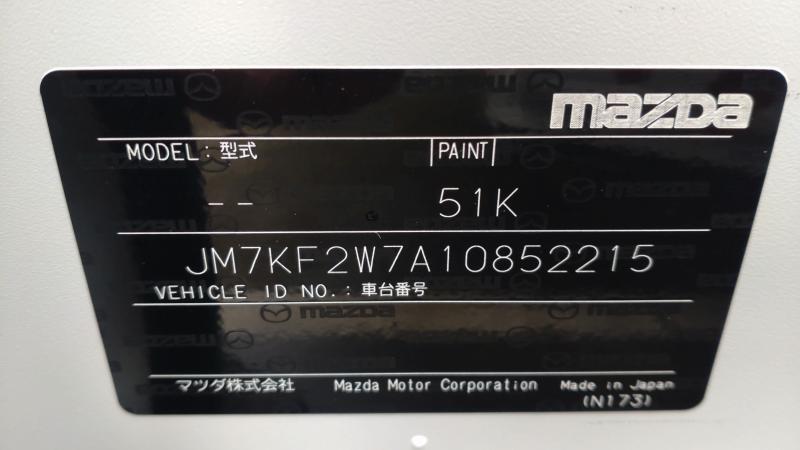 mazda
MODEL: 型式 |PAINT|
-- 51K
JM7KF2W7A10852215
VEHICLE ID NO.: 車台番号
マツダ株式会社 Mazda Motor Corporation Made in Japan
(N173)